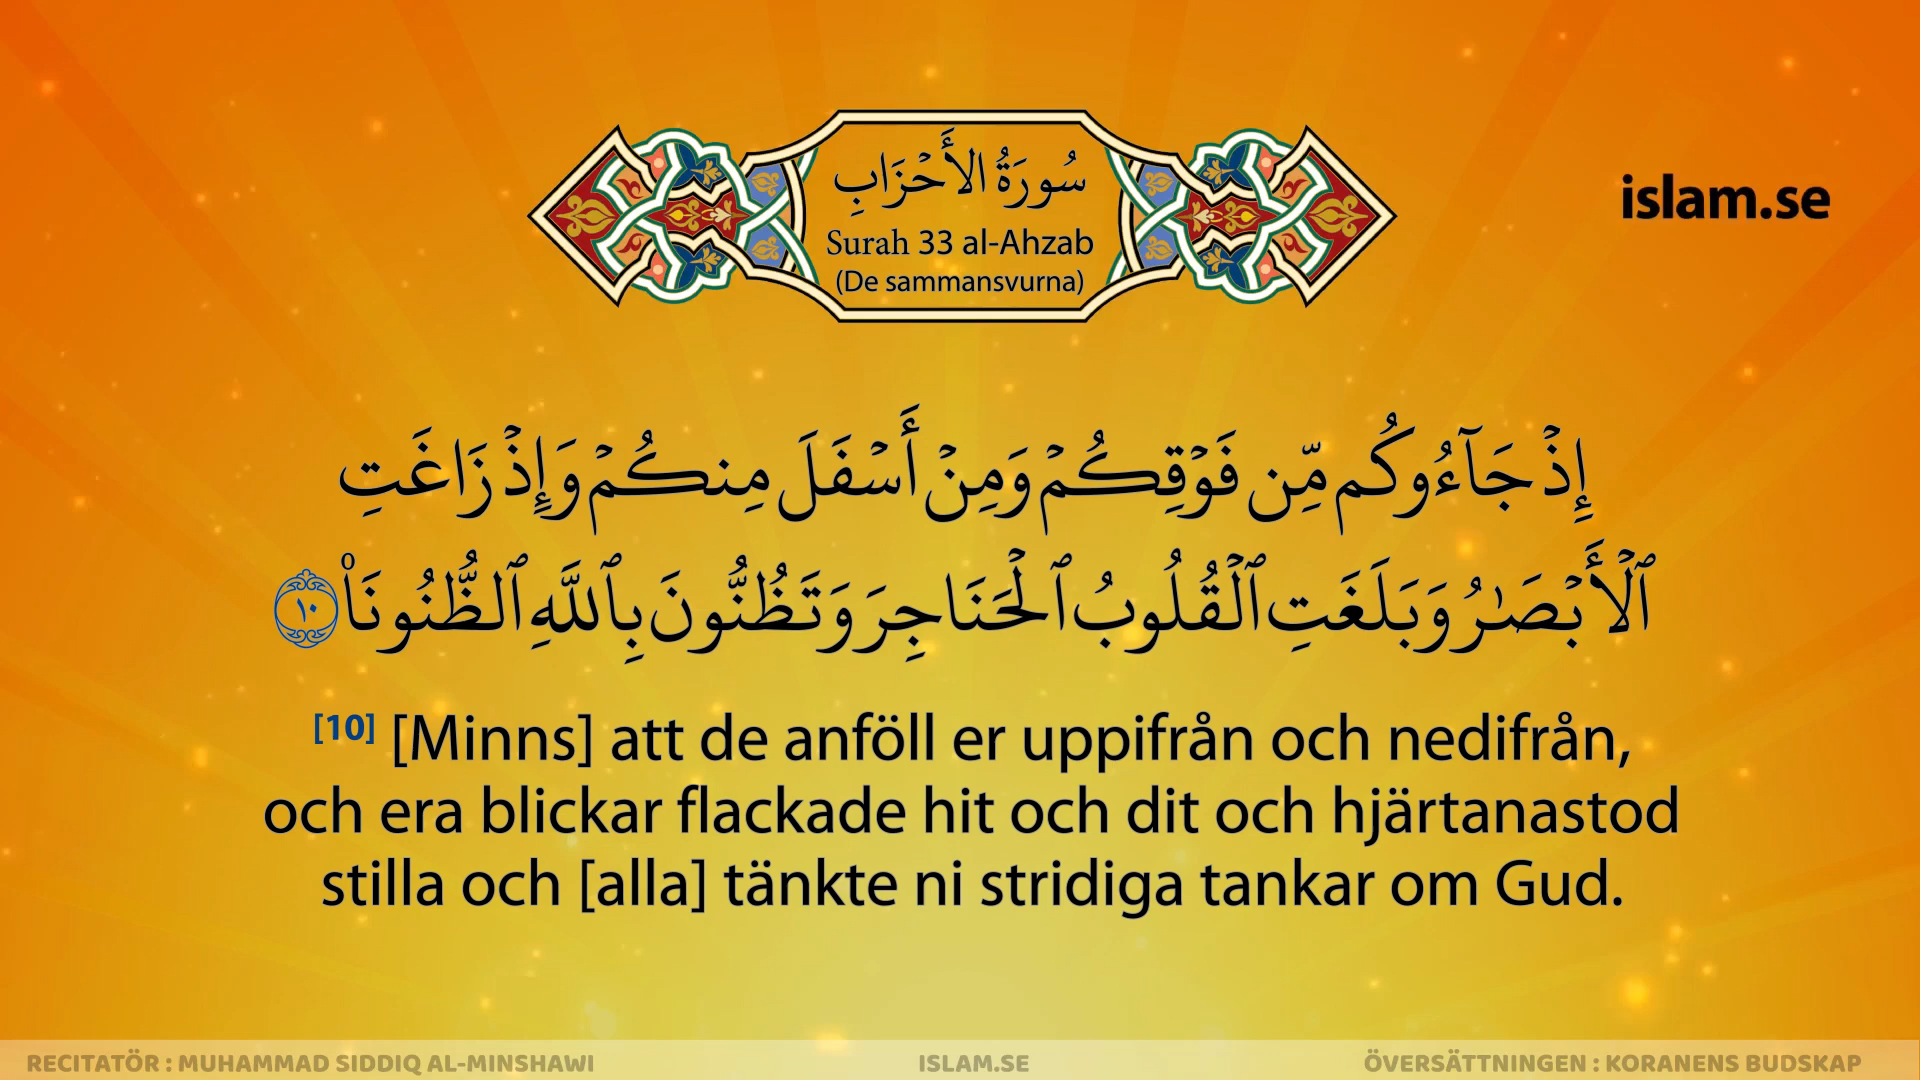 سُورَةُ الأَحْزَابِ
Surah 33 al-Ahzab
(De sammansvurna)
islam.se
إِذْ جَآءُوكُم مِّن فَوْقِكُمْ وَمِنْ أَسْفَلَ مِنكُمْ وَإِذْ زَاغَتِ
ٱلْأَبْصَـٰرُ وَبَلَغَتِ ٱلْقُلُوبُ ٱلْحَنَاجِرَ وَتَظُنُّونَ بِٱللَّهِ ٱلظُّنُونَا۠ ١٠
[10] [Minns] att de anföll er uppifrån och nedifrån,
och era blickar flackade hit och dit och hjärtanastod
stilla och [alla] tänkte ni stridiga tankar om Gud.
RECITATÖR : MUHAMMAD SIDDIQ AL-MINSHAWI
ISLAM.SE
ÖVERSÄTTNINGEN : KORANENS BUDSKAP